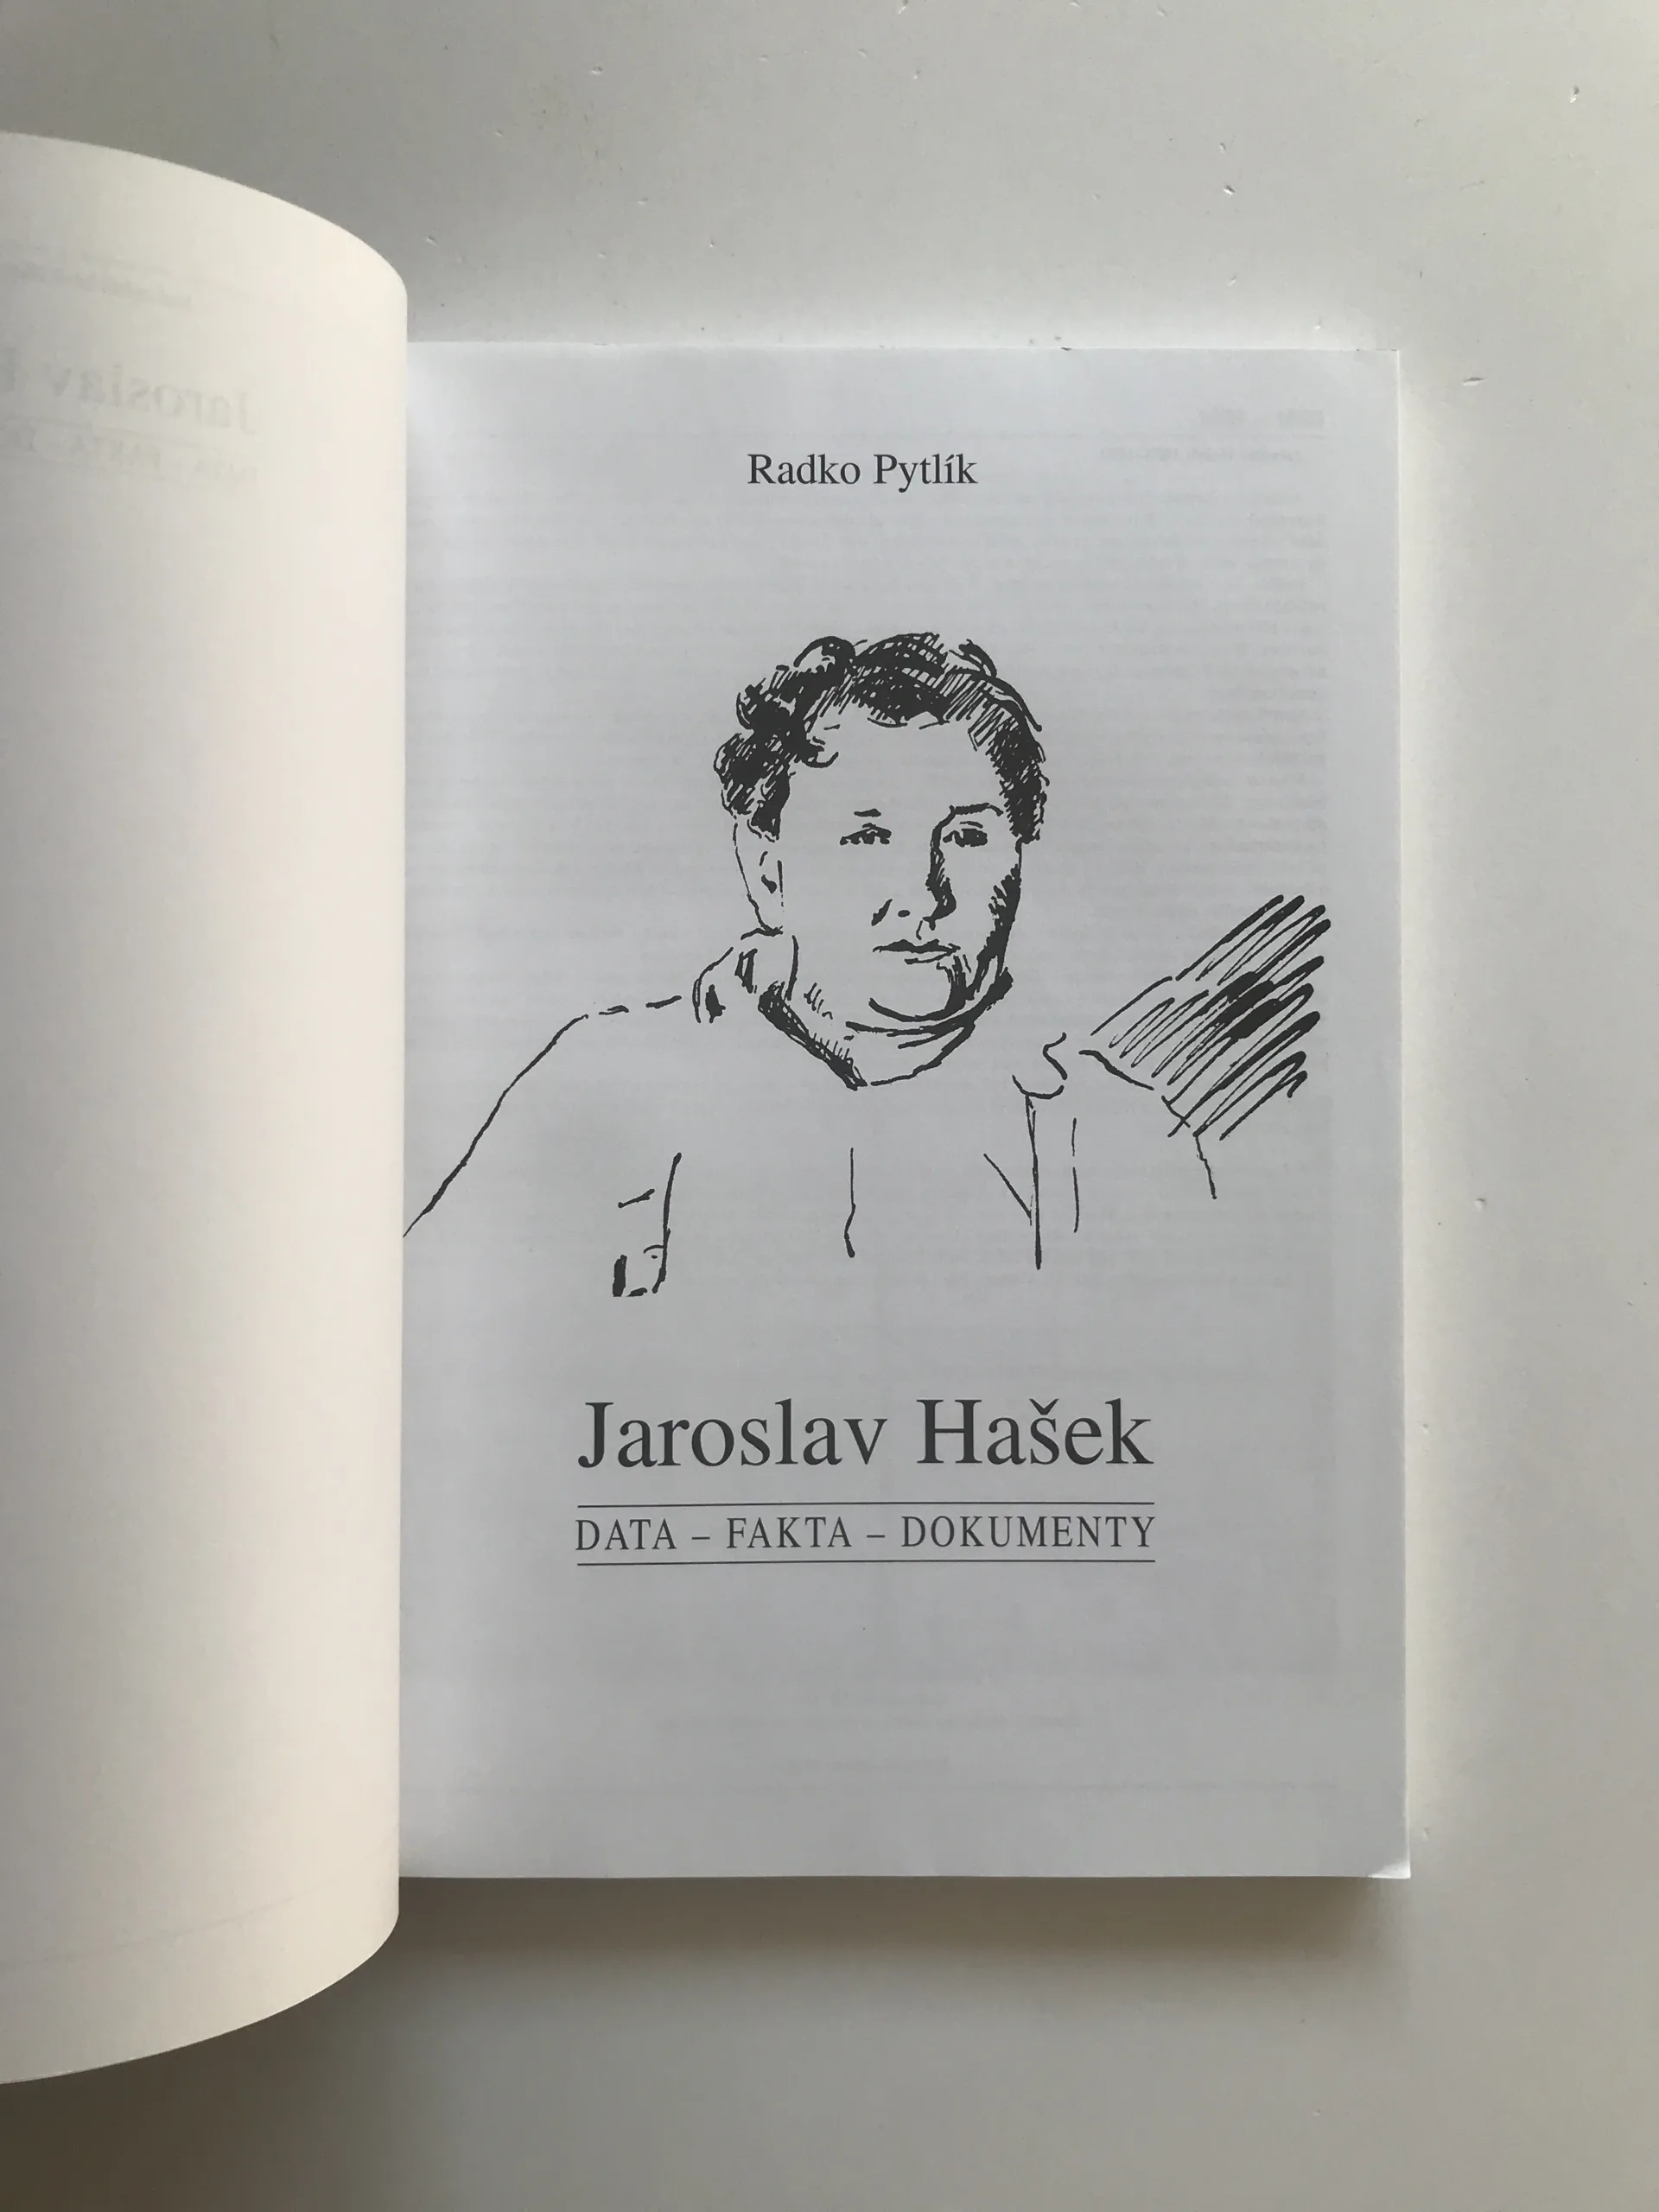 Radko Pytlík
Jaroslav Hašek
DATA – FAKTA – DOKUMENTY